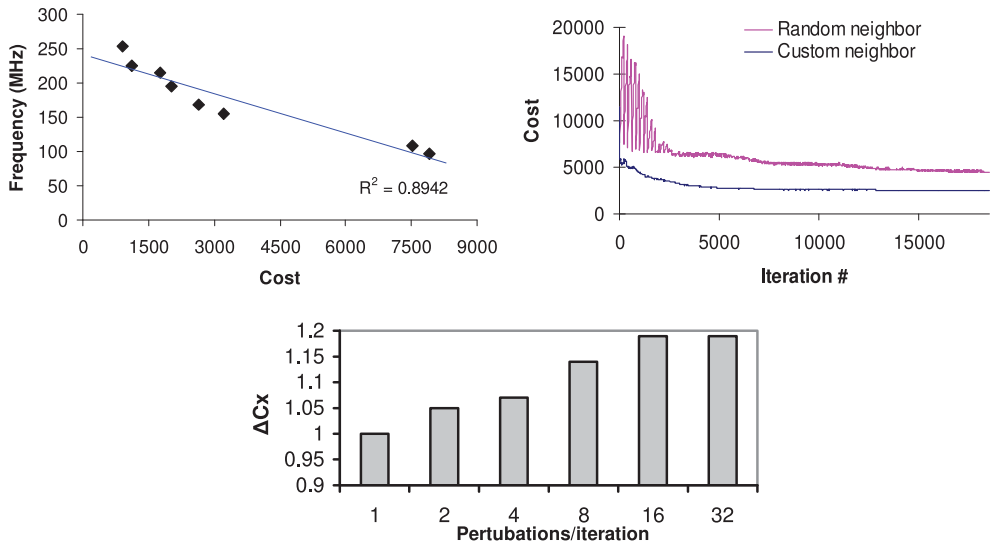 300
250
200
150
100
50
0
Frequency (MHz)
R² = 0.8942
0 1500 3000 4500 6000 7500 9000
Cost
Random neighbor
Custom neighbor
20000
15000
10000
5000
0
Cost
0 5000 10000 15000
Iteration #
1.2
1.15
1.1
1.05
1
0.95
0.9
ΔCx
1 2 4 8 16 32
Pertubations/iteration